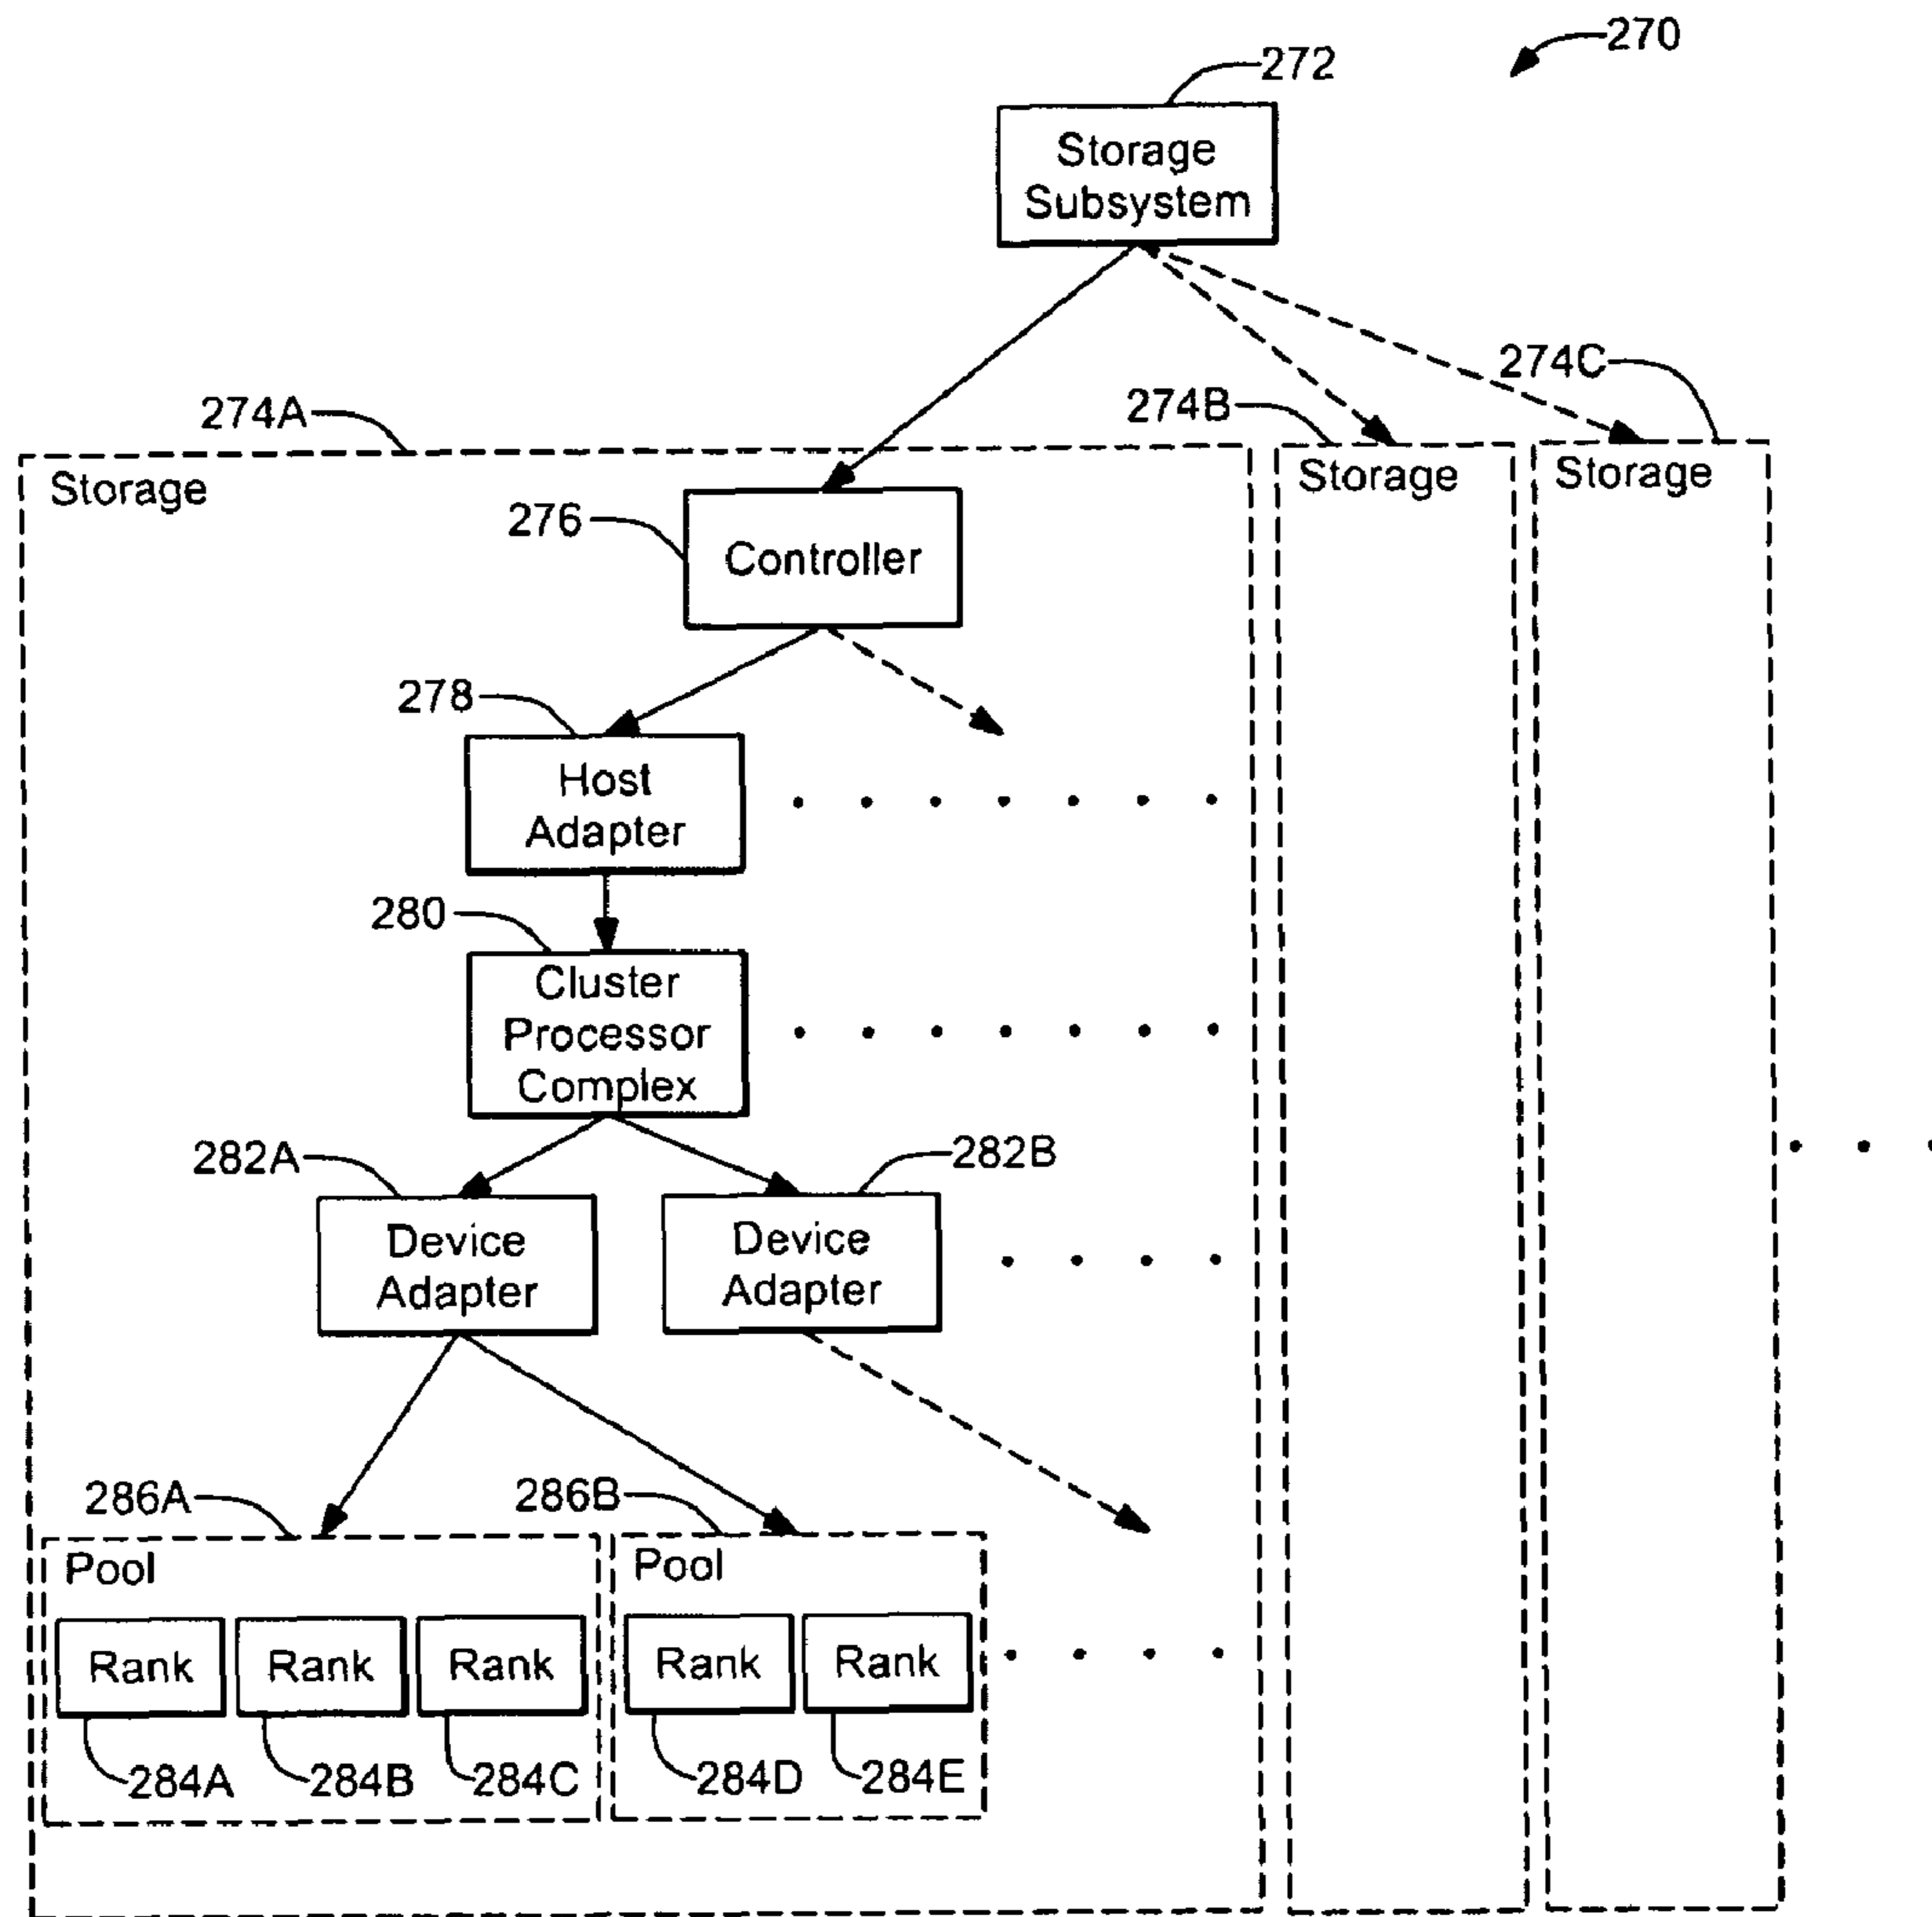 270
272
Storage
Subsystem
274A
274B
274C
Storage
Storage
Storage
276
Controller
278
Host
Adapter
280
Cluster
Processor
Complex
282A
282B
Device
Adapter
Device
Adapter
286A
286B
Pool
Pool
Rank
Rank
Rank
Rank
Rank
284A
284B
284C
284D
284E